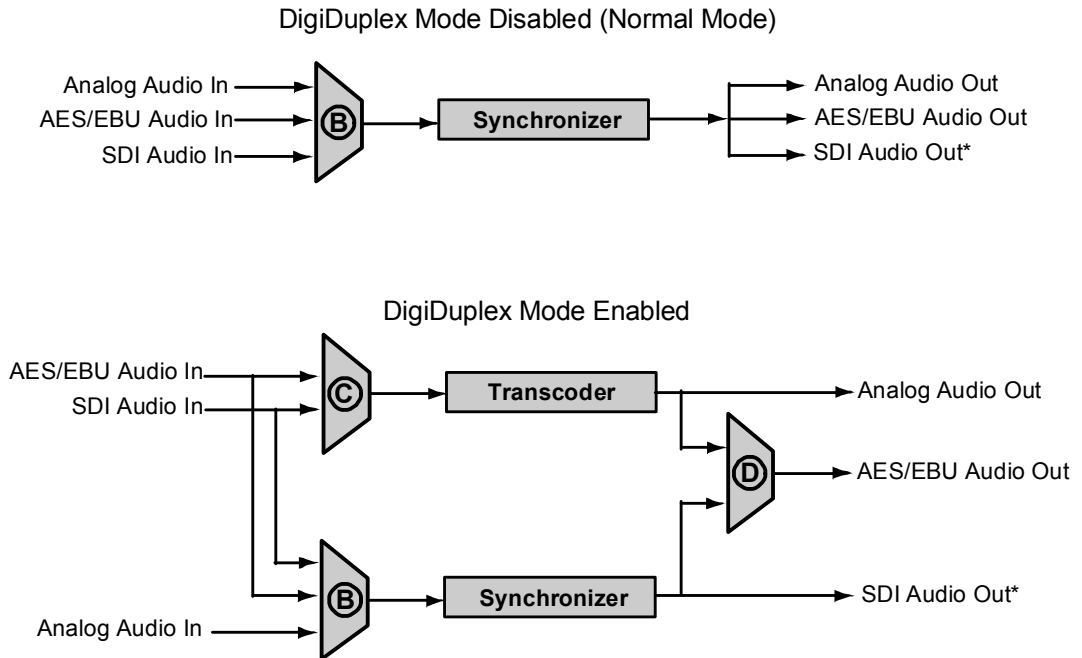 DigiDuplex Mode Disabled (Normal Mode)
Analog Audio In
AES/EBU Audio In
SDI Audio In
B
Synchronizer
Analog Audio Out
AES/EBU Audio Out
SDI Audio Out*
DigiDuplex Mode Enabled
AES/EBU Audio In
SDI Audio In
C
Transcoder
Analog Audio Out
D
AES/EBU Audio Out
B
Synchronizer
SDI Audio Out*
Analog Audio In